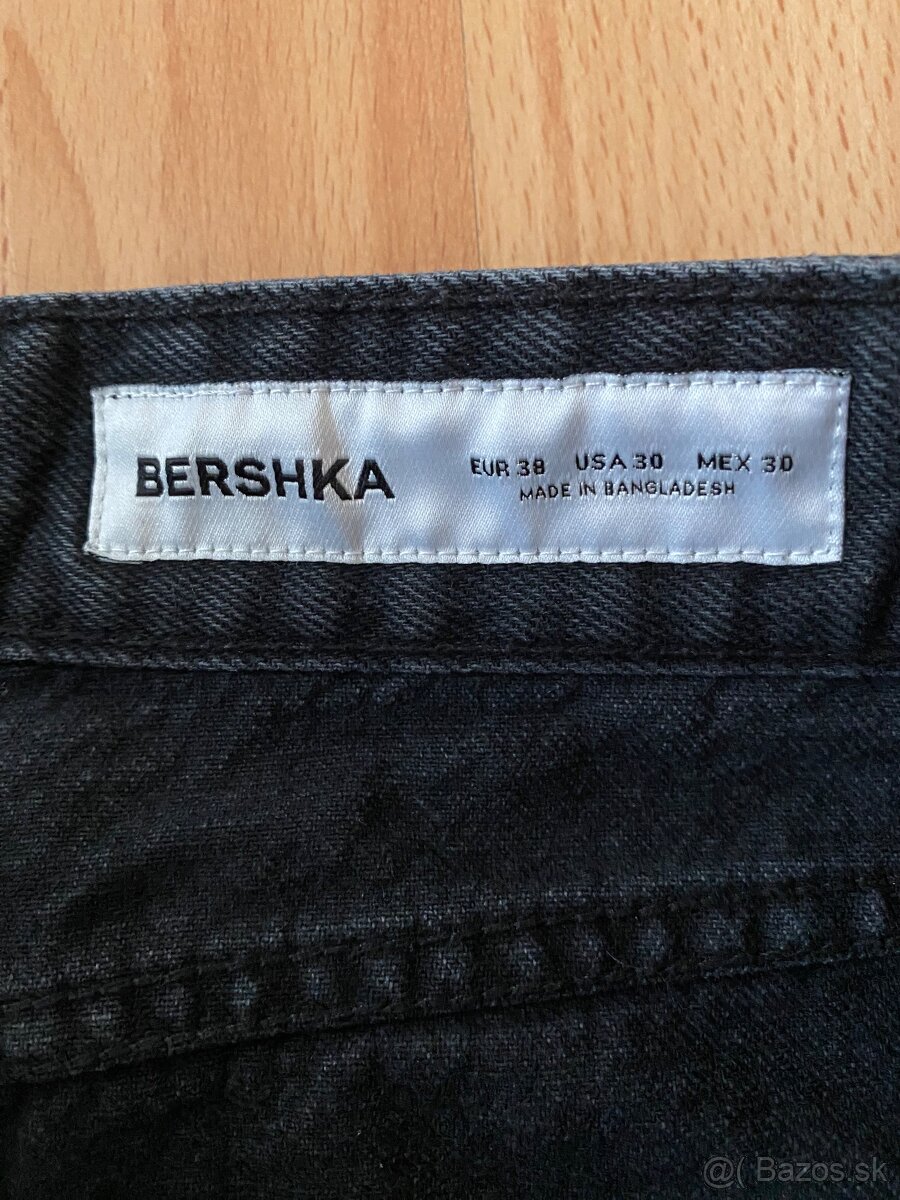 BERSHKA
EUR 38 USA 30 MEX 30
MADE IN BANGLADESH
@( Bazos.sk